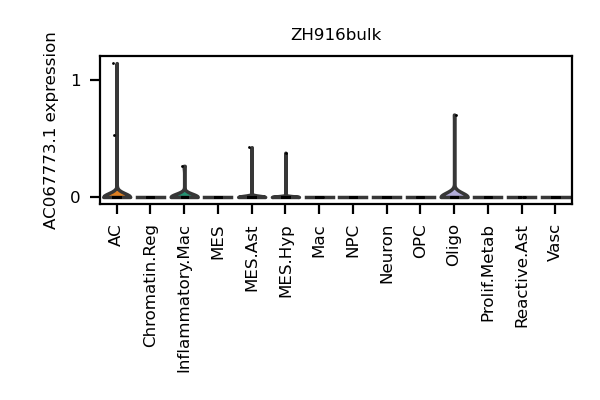 ZH916bulk
AC067773.1 expression
1
0
AC
Chromatin.Reg
Inflammatory.Mac
MES
MES.Ast
MES.Hyp
Mac
NPC
Neuron
OPC
Oligo
Prolif.Metab
Reactive.Ast
Vasc